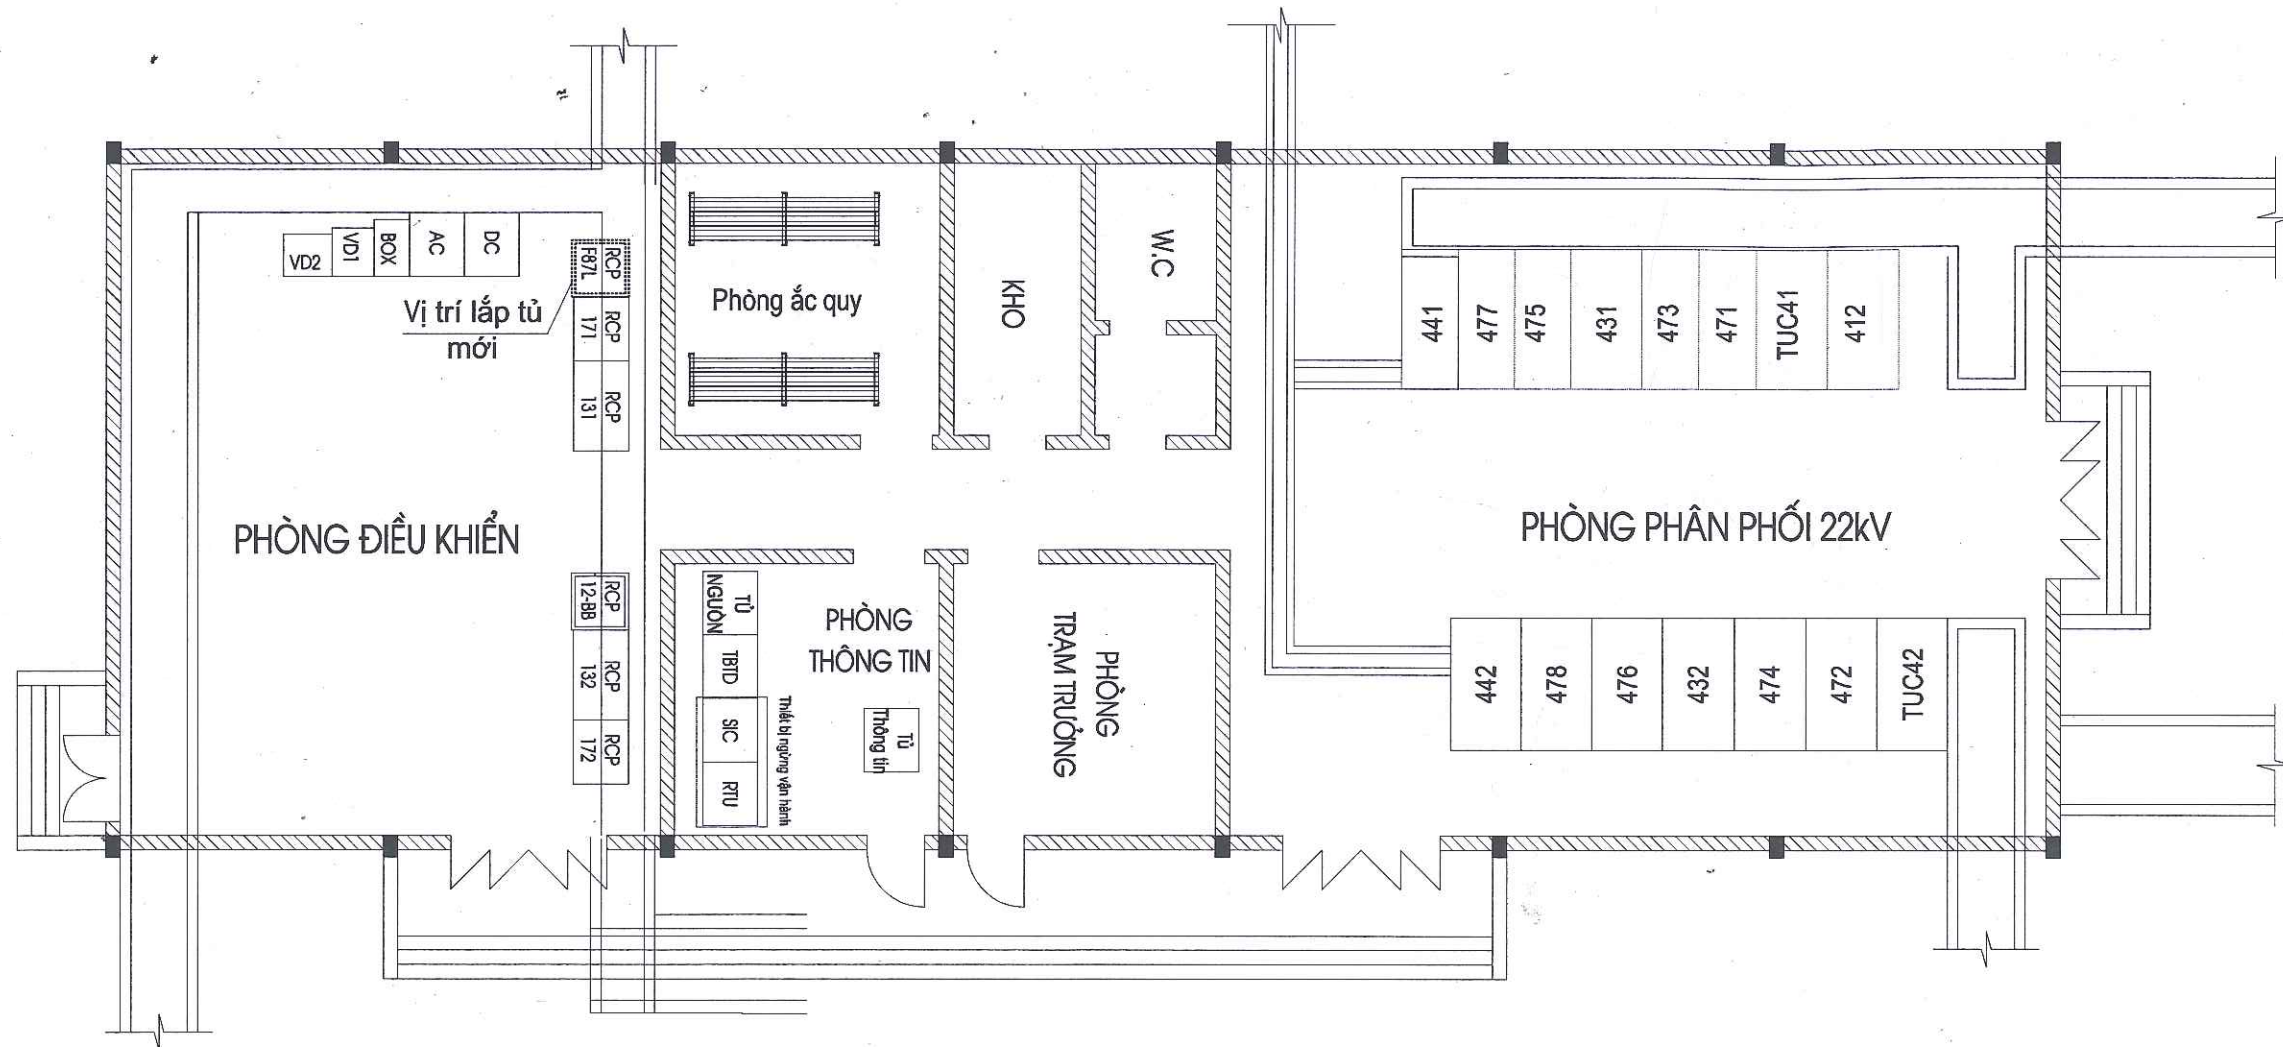 VD2
VD1
BOX
AC
DC
RCP
F87L
Vị trí lắp tủ
mới
RCP
171
RCP
131
PHÒNG ĐIỀU KHIỂN
RCP
12-BB
RCP
132
RCP
172
Phòng ắc quy
KHO
W.C
TỦ
NGUỒN
TBTD
SIC
RTU
Thiết bị ngừng vận hành
PHÒNG
THÔNG TIN
Tủ
Thông tin
PHÒNG
TRẠM TRƯỞNG
441
477
475
431
473
471
TUC41
412
PHÒNG PHÂN PHỐI 22kV
442
478
476
432
474
472
TUC42